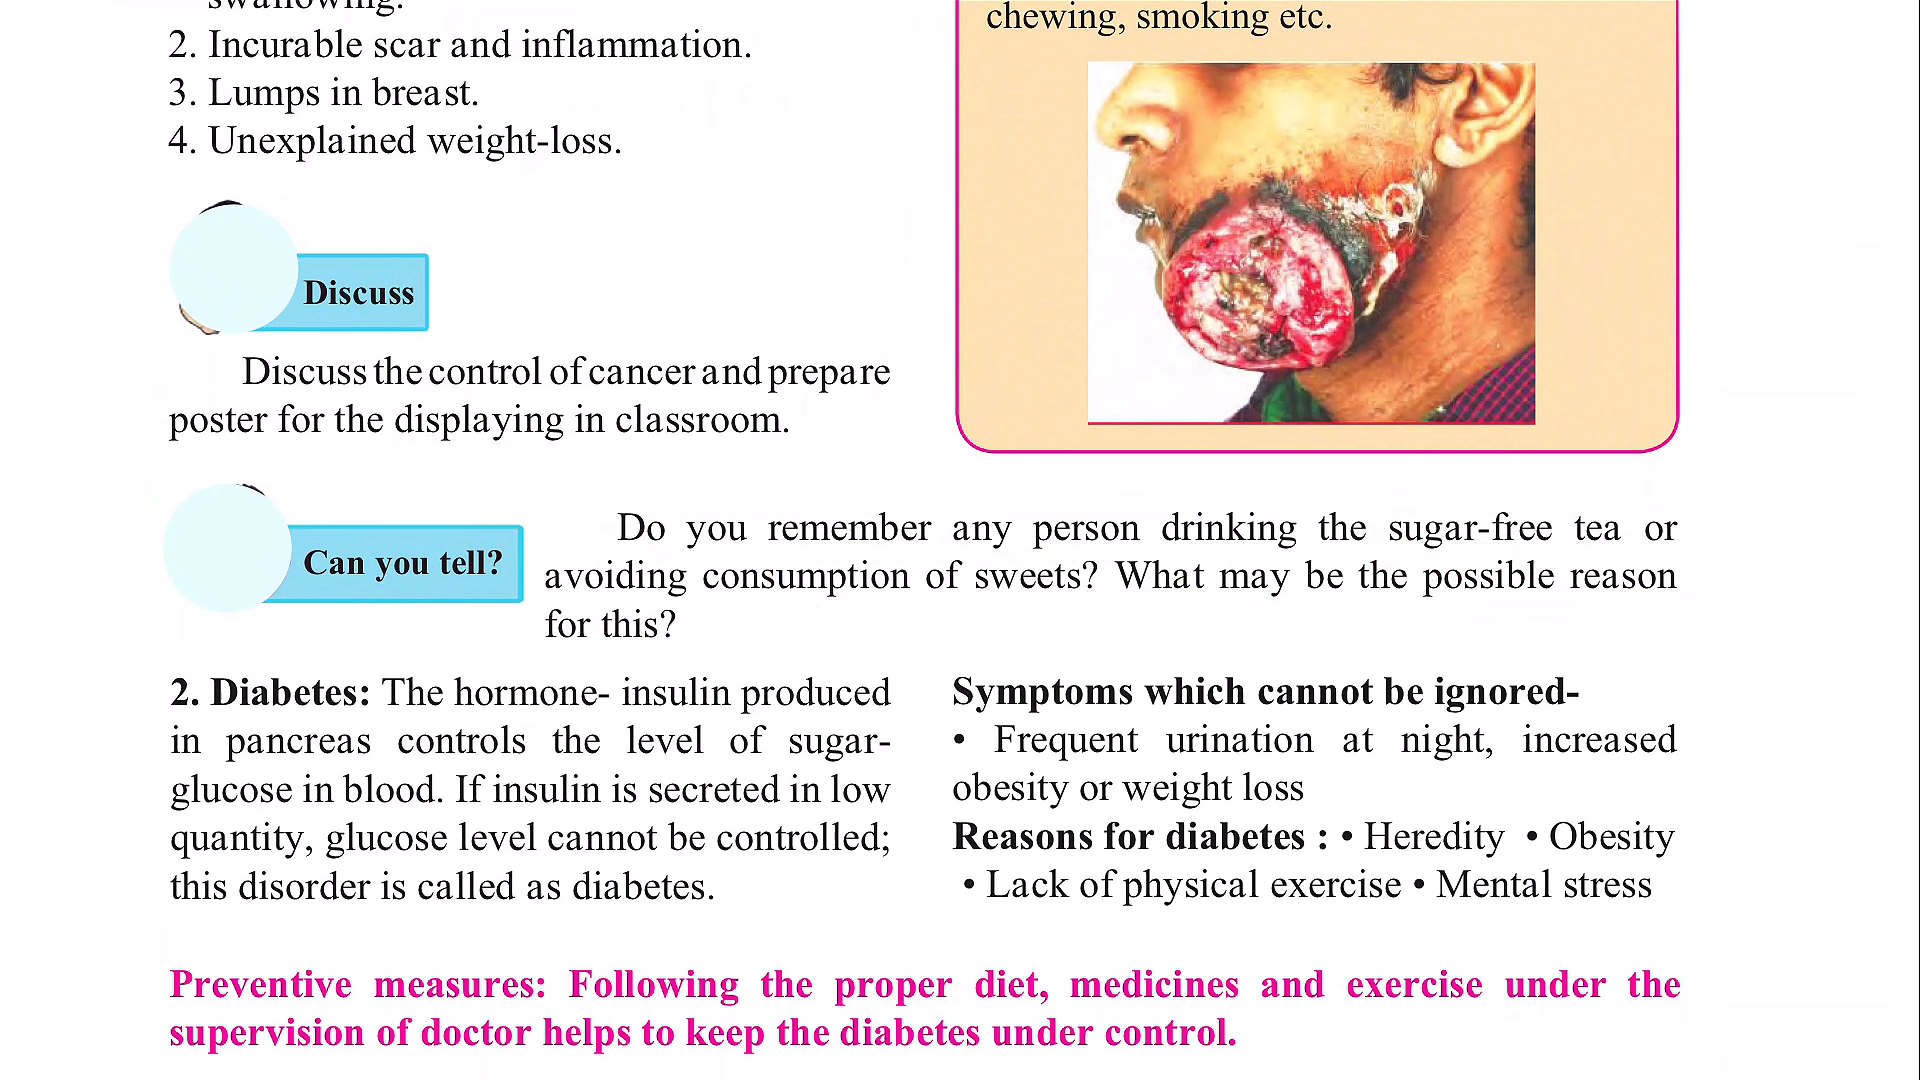 swallowing.
2. Incurable scar and inflammation.
3. Lumps in breast.
4. Unexplained weight-loss.
chewing, smoking etc.
Discuss
Discuss the control of cancer and prepare
poster for the displaying in classroom.
Can you tell?
Do you remember any person drinking the sugar-free tea or
avoiding consumption of sweets? What may be the possible reason
for this?
2. Diabetes: The hormone- insulin produced
in pancreas controls the level of sugar-
glucose in blood. If insulin is secreted in low
quantity, glucose level cannot be controlled;
this disorder is called as diabetes.
Symptoms which cannot be ignored-
• Frequent urination at night, increased
obesity or weight loss
Reasons for diabetes : • Heredity • Obesity
• Lack of physical exercise • Mental stress
Preventive measures: Following the proper diet, medicines and exercise under the
supervision of doctor helps to keep the diabetes under control.